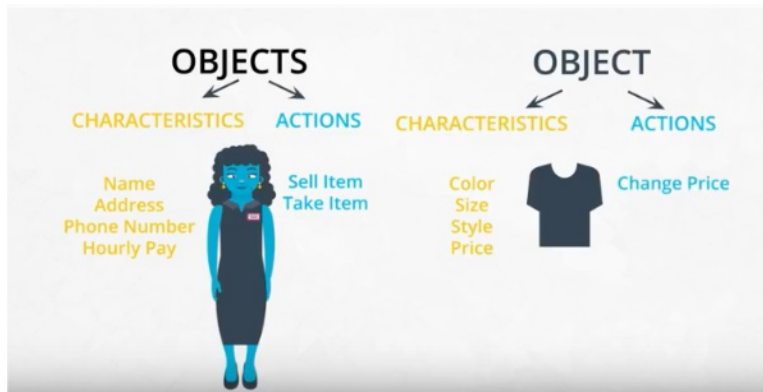 OBJECTS
CHARACTERISTICS ACTIONS
Name
Address
Phone Number
Hourly Pay
Sell Item
Take Item
OBJECT
CHARACTERISTICS ACTIONS
Color
Size
Style
Price
Change Price